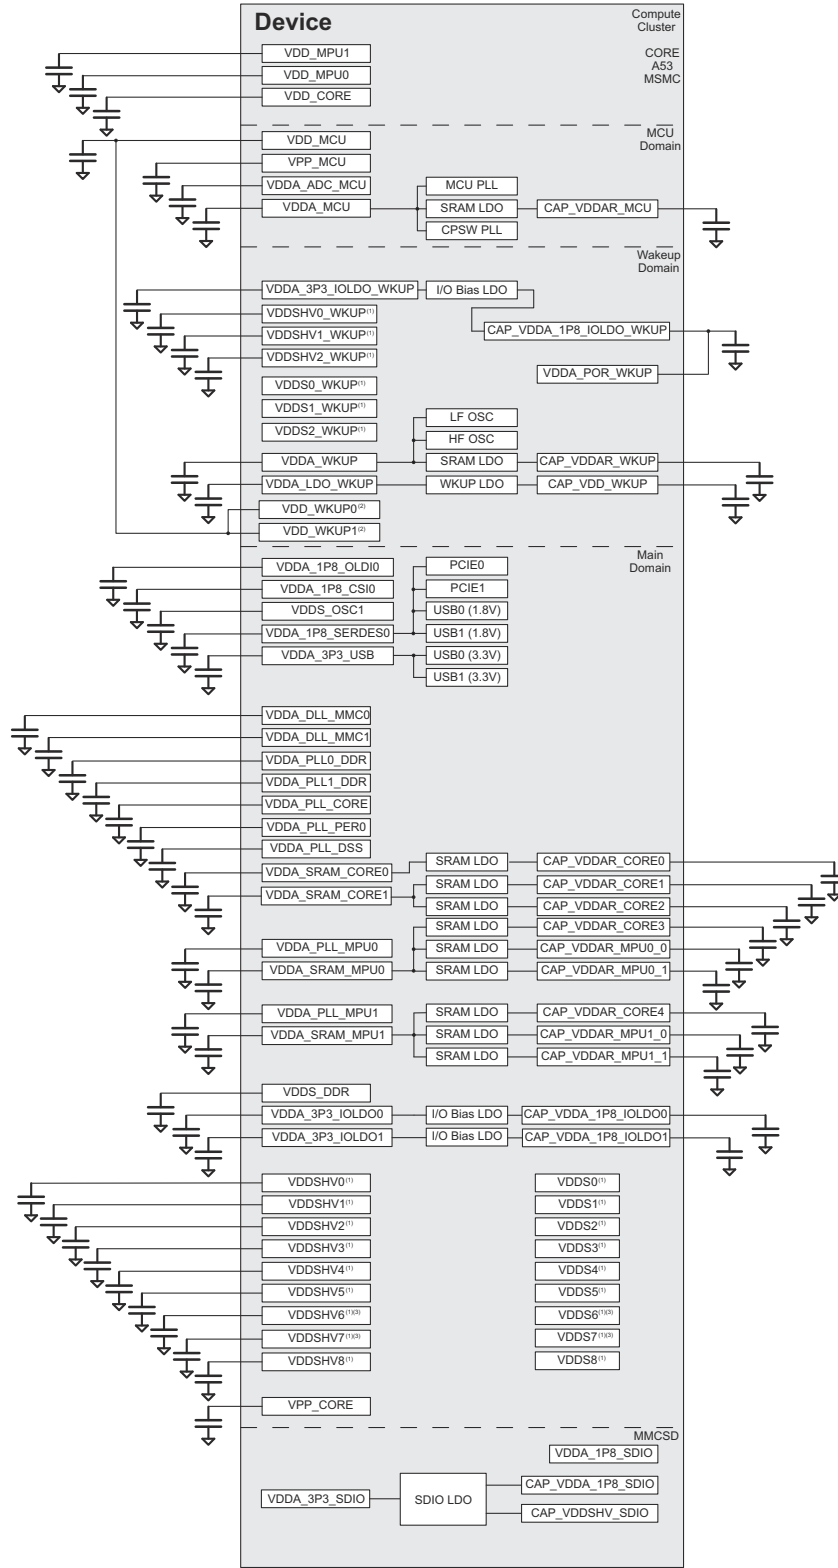 Device
Compute
Cluster
CORE
A53
MSMC
VDD_MPU1
VDD_MPU0
VDD_CORE
MCU
Domain
VDD_MCU
VPP_MCU
VDDA_ADC_MCU
MCU PLL
VDDA_MCU
SRAM LDO
CAP_VDDAR_MCU
CPSW PLL
Wakeup
Domain
VDDA_3P3_IOLDO_WKUP
I/O Bias LDO
VDDSHV0_WKUP(1)
VDDSHV1_WKUP(1)
CAP_VDDA_1P8_IOLDO_WKUP
VDDSHV2_WKUP(1)
VDDA_POR_WKUP
VDDS0_WKUP(1)
VDDS1_WKUP(1)
LF OSC
VDDS2_WKUP(1)
HF OSC
VDDA_WKUP
SRAM LDO
CAP_VDDAR_WKUP
VDDA_LDO_WKUP
WKUP LDO
CAP_VDD_WKUP
VDD_WKUP0(2)
VDD_WKUP1(2)
Main
Domain
VDDA_1P8_OLDI0
PCIE0
VDDA_1P8_CSI0
PCIE1
VDDS_OSC1
USB0 (1.8V)
VDDA_1P8_SERDES0
USB1 (1.8V)
VDDA_3P3_USB
USB0 (3.3V)
USB1 (3.3V)
VDDA_DLL_MMC0
VDDA_DLL_MMC1
VDDA_PLL0_DDR
VDDA_PLL1_DDR
VDDA_PLL_CORE
VDDA_PLL_PER0
VDDA_PLL_DSS
VDDA_SRAM_CORE0
SRAM LDO
CAP_VDDAR_CORE0
VDDA_SRAM_CORE1
SRAM LDO
CAP_VDDAR_CORE1
SRAM LDO
CAP_VDDAR_CORE2
SRAM LDO
CAP_VDDAR_CORE3
VDDA_PLL_MPU0
SRAM LDO
CAP_VDDAR_MPU0_0
VDDA_SRAM_MPU0
SRAM LDO
CAP_VDDAR_MPU0_1
VDDA_PLL_MPU1
SRAM LDO
CAP_VDDAR_CORE4
VDDA_SRAM_MPU1
SRAM LDO
CAP_VDDAR_MPU1_0
SRAM LDO
CAP_VDDAR_MPU1_1
VDDS_DDR
VDDA_3P3_IOLDO0
I/O Bias LDO
CAP_VDDA_1P8_IOLDO0
VDDA_3P3_IOLDO1
I/O Bias LDO
CAP_VDDA_1P8_IOLDO1
VDDSHV0(1)
VDDS0(1)
VDDSHV1(1)
VDDS1(1)
VDDSHV2(1)
VDDS2(1)
VDDSHV3(1)
VDDS3(1)
VDDSHV4(1)
VDDS4(1)
VDDSHV5(1)
VDDS5(1)
VDDSHV6(1)(3)
VDDS6(1)(3)
VDDSHV7(1)(3)
VDDS7(1)(3)
VDDSHV8(1)
VDDS8(1)
VPP_CORE
MMCSD
VDDA_1P8_SDIO
VDDA_3P3_SDIO
SDIO LDO
CAP_VDDA_1P8_SDIO
CAP_VDDSHV_SDIO